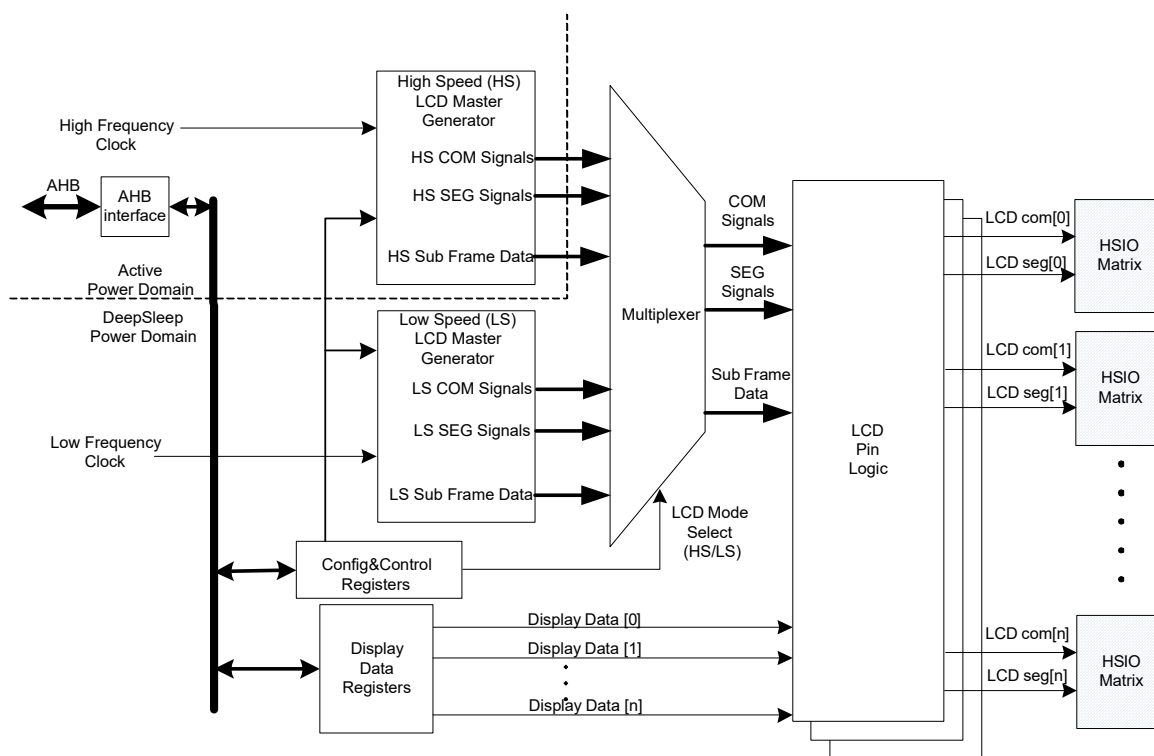 High Speed (HS)
LCD Master
Generator
High Frequency
Clock
HS COM Signals
AHB
AHB
interface
HS SEG Signals
HS Sub Frame Data
Active
Power Domain
DeepSleep
Power Domain
Low Speed (LS)
LCD Master
Generator
LS COM Signals
LS SEG Signals
Low Frequency
Clock
LS Sub Frame Data
Multiplexer
COM
Signals
SEG
Signals
Sub Frame
Data
LCD Mode
Select
(HS/LS)
Config&Control
Registers
Display
Data
Registers
Display Data [0]
Display Data [1]
Display Data [n]
LCD
Pin
Logic
LCD com[0]
LCD seg[0]
HSIO
Matrix
LCD com[1]
LCD seg[1]
HSIO
Matrix
LCD com[n]
LCD seg[n]
HSIO
Matrix